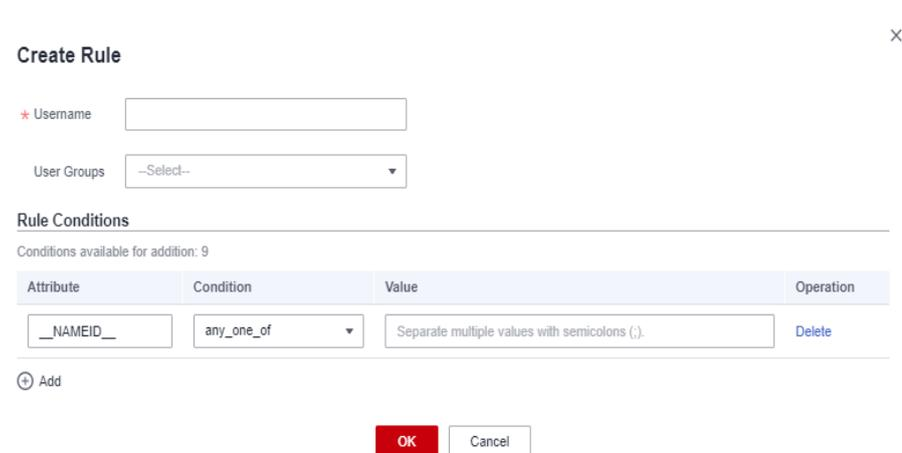 Create Rule
* Username
User Groups --Select--
Rule Conditions
Conditions available for addition: 9
Attribute Condition Value Operation
__NAMEID__ any_one_of Separate multiple values with semicolons (;). Delete
Add
OK Cancel